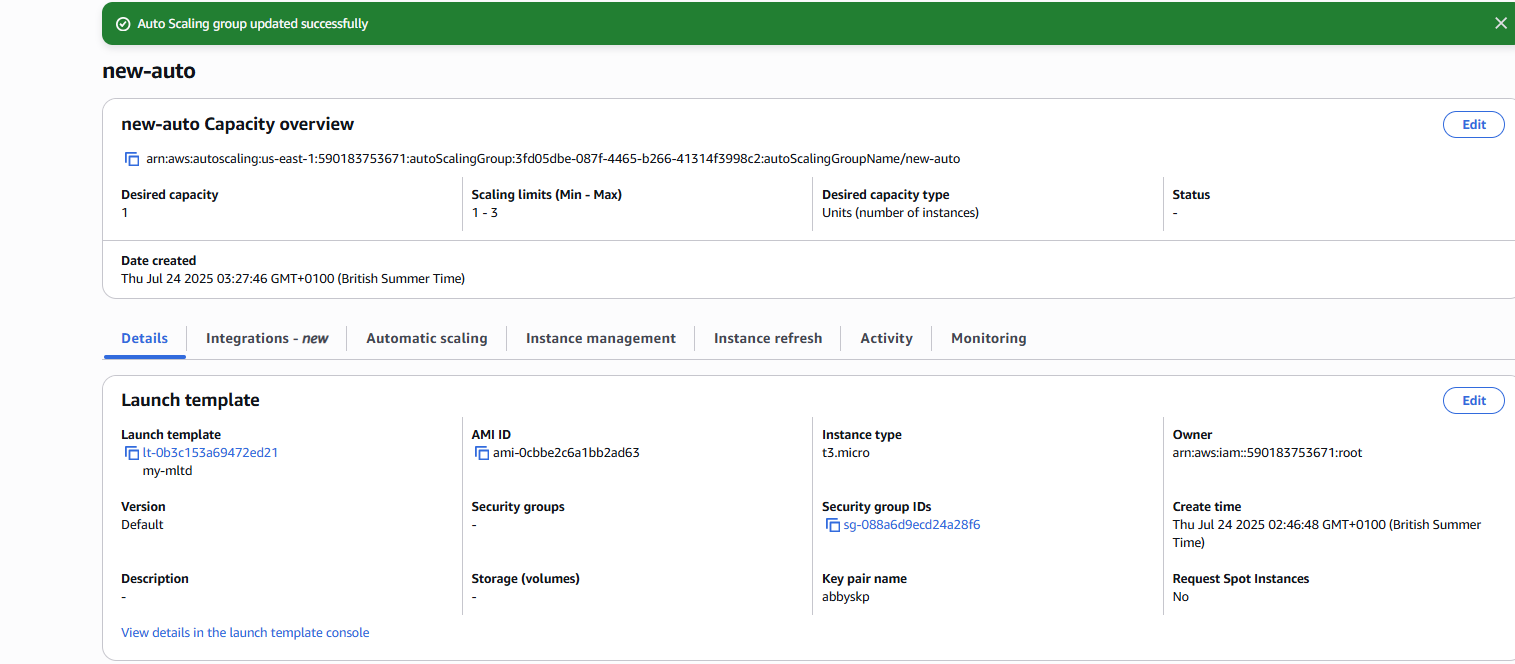 Auto Scaling group updated successfully
new-auto
new-auto Capacity overview
Edit
arn:aws:autoscaling:us-east-1:590183753671:autoScalingGroup:3fd05dbe-087f-4465-b266-41314f3998c2:autoScalingGroupName/new-auto
Desired capacity
1
Scaling limits (Min - Max)
1 - 3
Desired capacity type
Units (number of instances)
Status
-
Date created
Thu Jul 24 2025 03:27:46 GMT+0100 (British Summer Time)
Details
Integrations - new
Automatic scaling
Instance management
Instance refresh
Activity
Monitoring
Launch template
Edit
Launch template
lt-0b3c153a69472ed21
my-mltd
AMI ID
ami-0cbbe2c6a1bb2ad63
Instance type
t3.micro
Owner
arn:aws:iam::590183753671:root
Version
Default
Security groups
-
Security group IDs
sg-088a6d9ecd24a28f6
Create time
Thu Jul 24 2025 02:46:48 GMT+0100 (British Summer
Time)
Description
-
Storage (volumes)
-
Key pair name
abbyskp
Request Spot Instances
No
View details in the launch template console